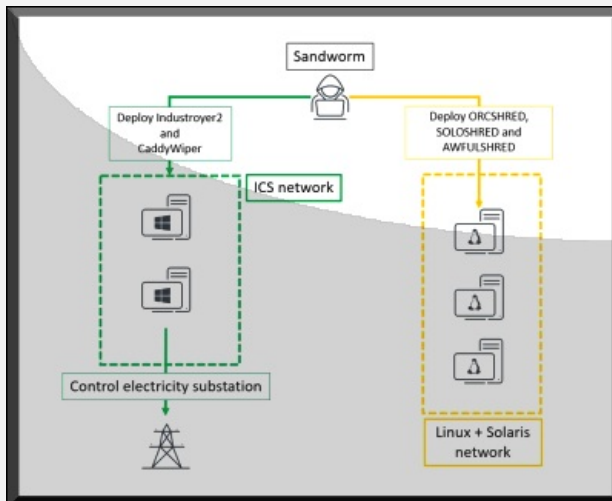 Sandworm
Deploy Industroyer2
and
CaddyWiper
Deploy ORCSHRED,
SOLOSHRED and
AWFULSHRED
ICS network
Control electricity substation
Linux + Solaris
network